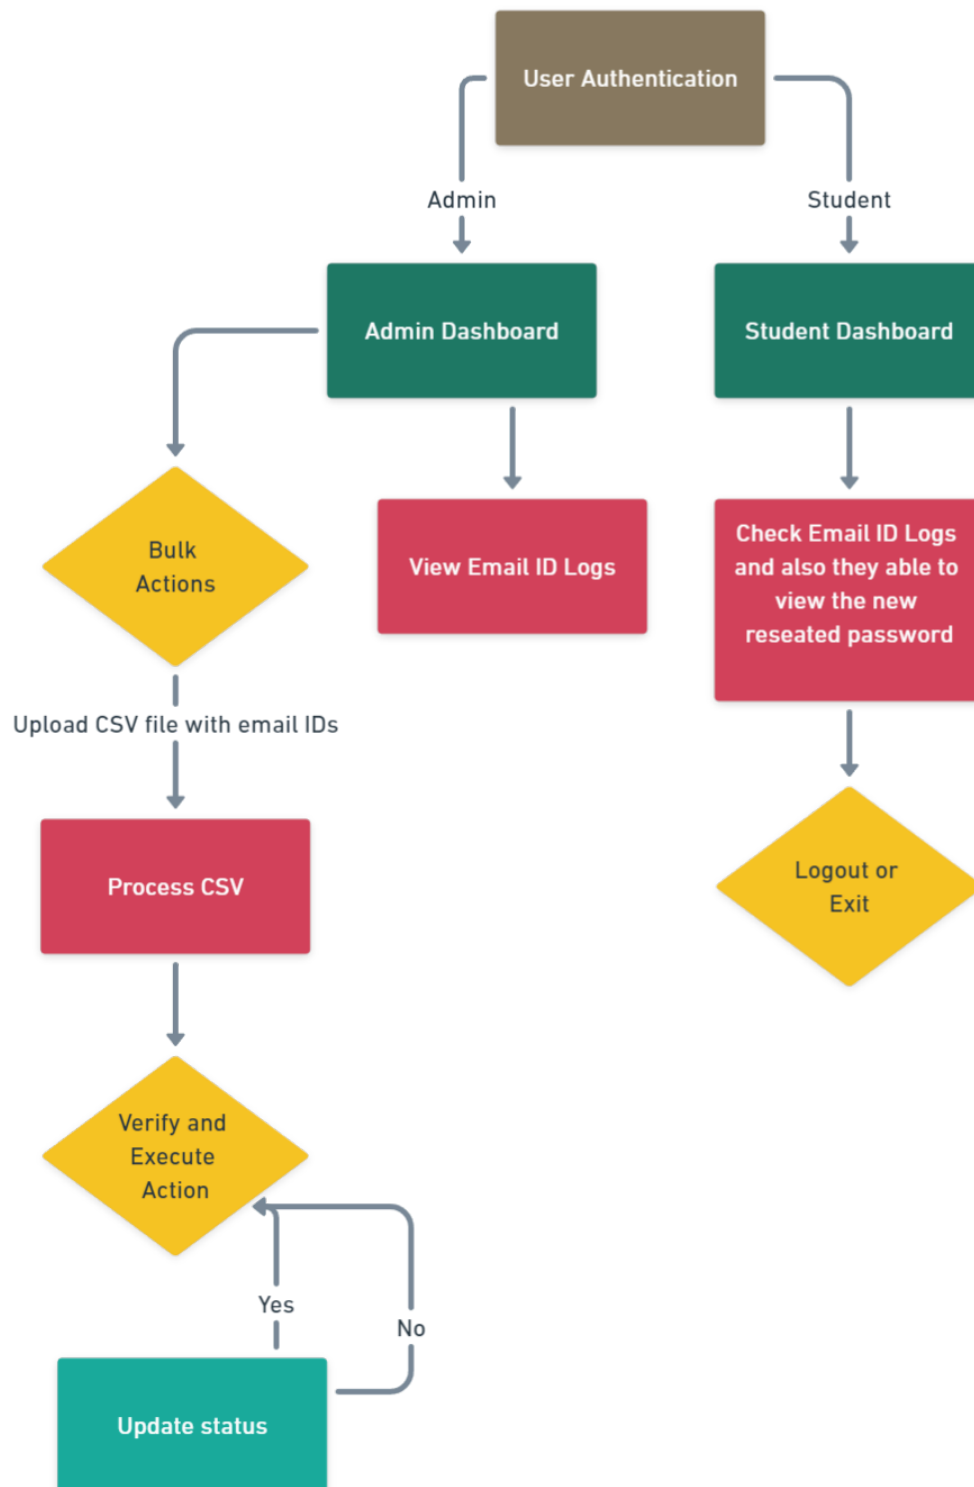 User Authentication
Admin
Student
Admin Dashboard
Student Dashboard
Bulk
Actions
View Email ID Logs
Check Email ID Logs
and also they able to
view the new
reseated password
Upload CSV file with email IDs
Process CSV
Logout or
Exit
Verify and
Execute
Action
Yes
No
Update status